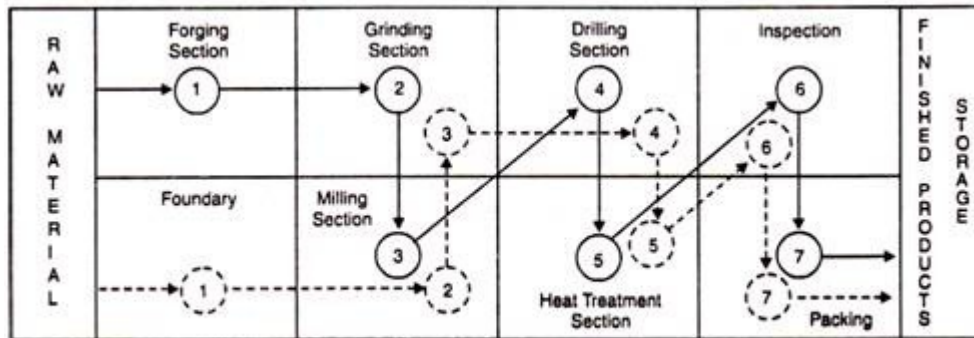 RAW MATERIAL
Forging
Section
Grinding
Section
Drilling
Section
Inspection
1
2
4
6
3
4
6
Foundary
Milling
Section
3
5
5
7
1
2
7
Heat Treatment
Section
Packing
FINISHED PRODUCTS
STORAGE